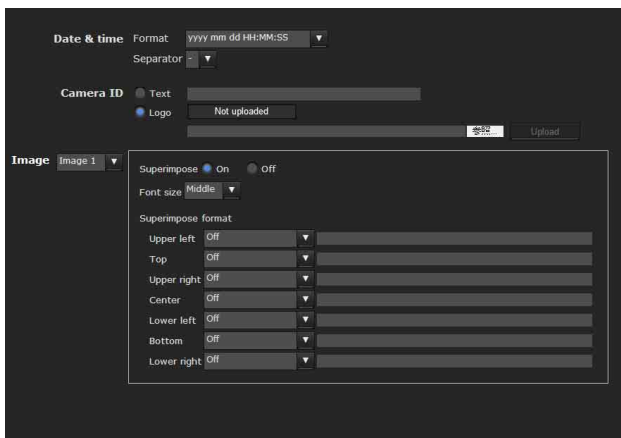 Date & time Format yyyy mm dd HH:MM:SS
Separator -
Camera ID Text
Logo Not uploaded
参照... Upload
Image Image 1
Superimpose On Off
Font size Middle
Superimpose format
Upper left Off
Top Off
Upper right Off
Center Off
Lower left Off
Bottom Off
Lower right Off